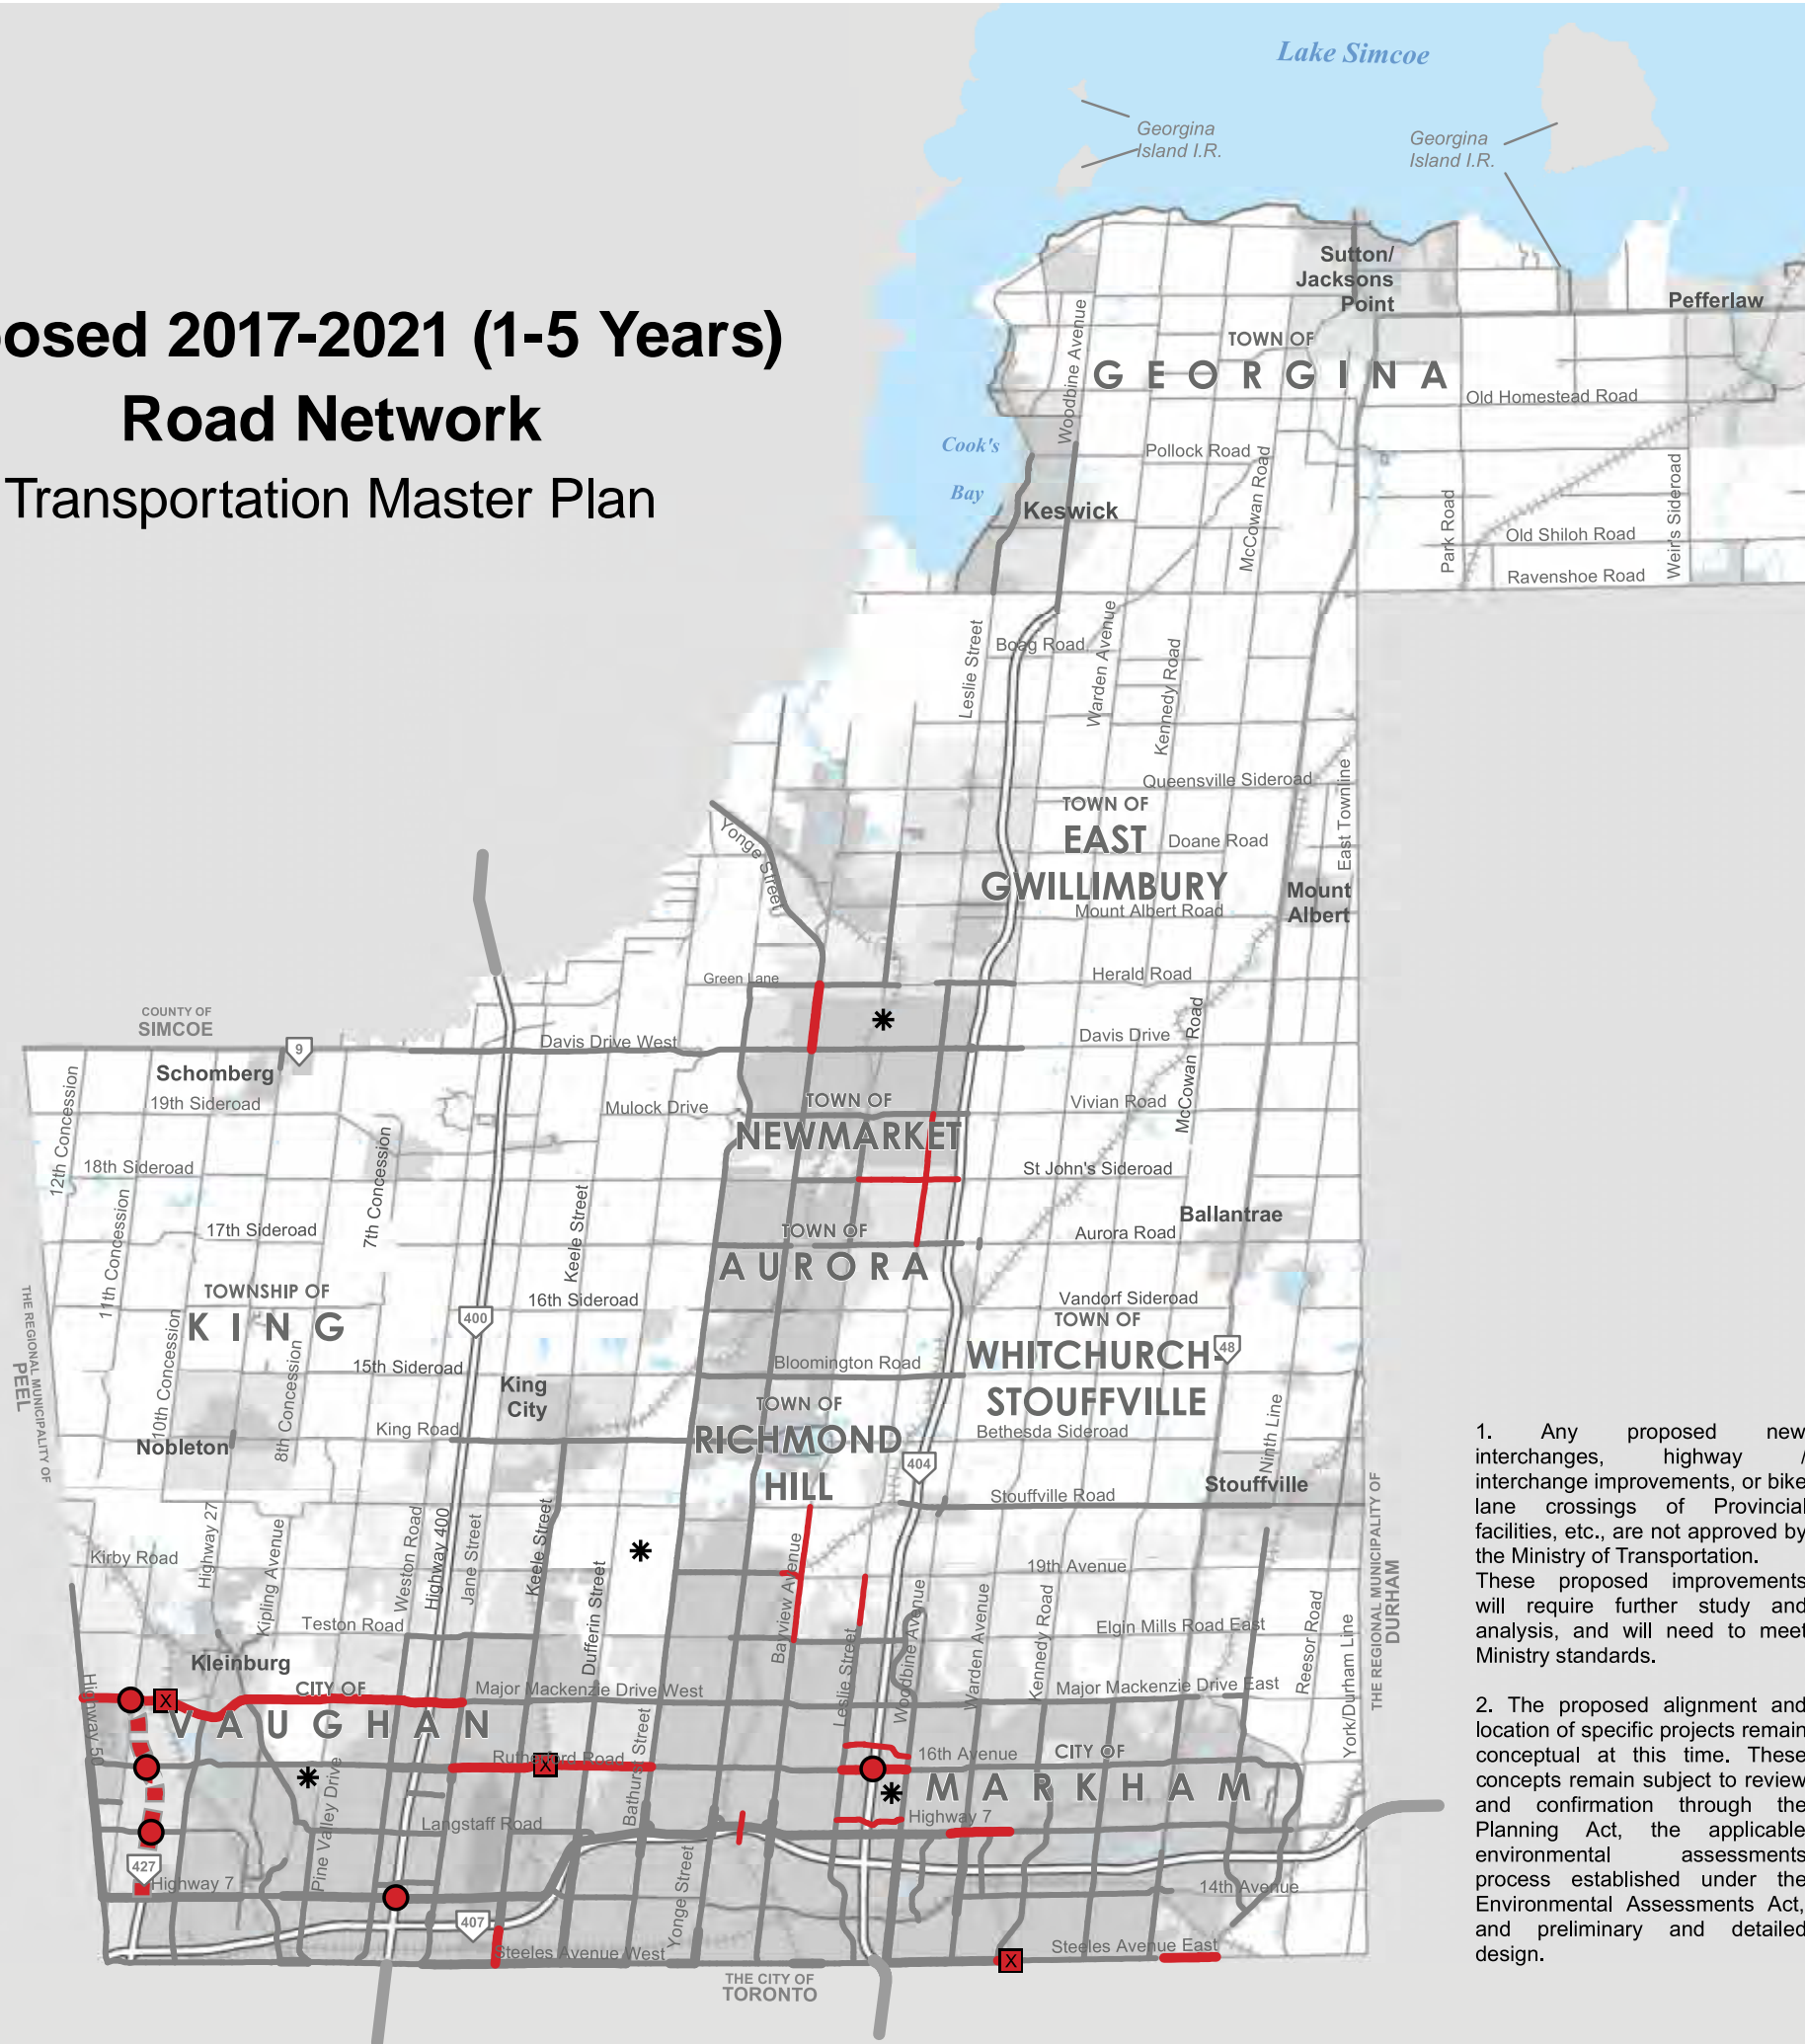 Lake Simcoe
Georgina
Island I.R.
Georgina
Island I.R.
Sutton/
Jacksons
Point
Pefferlaw
posed 2017-2021 (1-5 Years)
Road Network
Transportation Master Plan
TOWN OF
GEORGINA
Woodbine Avenue
Old Homestead Road
Cook's
Bay
Pollock Road
McCowan Road
Keswick
Park Road
Old Shiloh Road
Weir's Sideroad
Ravenshoe Road
Leslie Street
Boag Road
Warden Avenue
Kennedy Road
Queensville Sideroad
TOWN OF
EAST
GWILLIMBURY
Doane Road
East Townline
Yonge Street
Mount
Albert
Mount Albert Road
Green Lane
Herald Road
COUNTY OF
SIMCOE
9
Davis Drive West
Davis Drive
McCowan Road
Schomberg
19th Sideroad
12th Concession
Mulock Drive
TOWN OF
NEWMARKET
Vivian Road
7th Concession
18th Sideroad
St John's Sideroad
11th Concession
17th Sideroad
Keele Street
Ballantrae
TOWN OF
AURORA
Aurora Road
THE REGIONAL MUNICIPALITY OF
PEEL
TOWNSHIP OF
KING
16th Sideroad
400
Vandorf Sideroad
TOWN OF
WHITCHURCH-
STOUFFVILLE
48
10th Concession
8th Concession
15th Sideroad
Bloomington Road
King
City
TOWN OF
RICHMOND
HILL
King Road
Nobleton
Bethesda Sideroad
Ninth Line
404
Stouffville
Stouffville Road
Highway 27
Kirby Road
Kipling Avenue
Weston Road
Highway 400
Jane Street
Keele Street
Dufferin Street
Bayview Avenue
19th Avenue
Teston Road
Elgin Mills Road East
Leslie Street
Woodbine Avenue
Warden Avenue
Kennedy Road
Reesor Road
York/Durham Line
THE REGIONAL MUNICIPALITY OF
DURHAM
Kleinburg
Highway 50
X
CITY OF
VAUGHAN
Major Mackenzie Drive West
Major Mackenzie Drive East
Bathurst Street
Rutherford Road
X
16th Avenue
CITY OF
MARKHAM
Pine Valley Drive
Langstaff Road
Highway 7
427
Highway 7
Yonge Street
14th Avenue
407
Steeles Avenue West
Steeles Avenue East
X
THE CITY OF
TORONTO
1. Any proposed new
interchanges, highway /
interchange improvements, or bike
lane crossings of Provincial
facilities, etc., are not approved by
the Ministry of Transportation.
These proposed improvements
will require further study and
analysis, and will need to meet
Ministry standards.
2. The proposed alignment and
location of specific projects remain
conceptual at this time. These
concepts remain subject to review
and confirmation through the
Planning Act, the applicable
environmental assessments
process established under the
Environmental Assessments Act,
and preliminary and detailed
design.